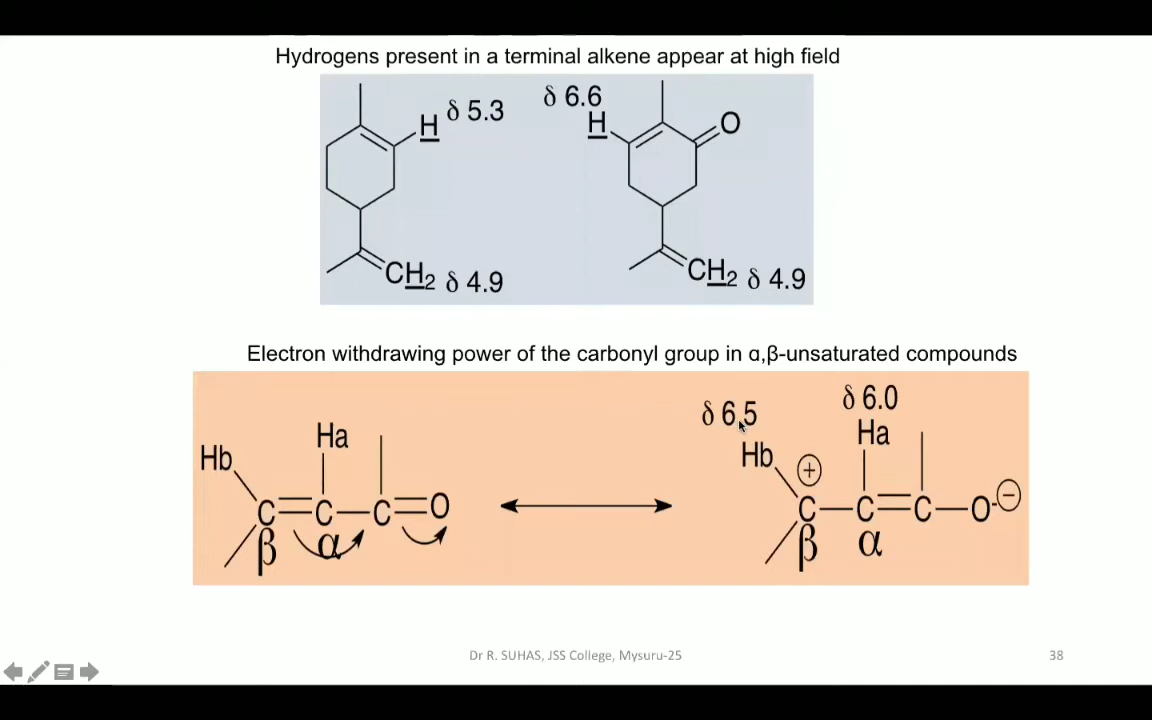 Hydrogens present in a terminal alkene appear at high field
H δ 5.3
δ 6.6
H
O
CH2 δ 4.9
CH2 δ 4.9
Electron withdrawing power of the carbonyl group in α,β-unsaturated compounds
Hb
Ha
C=C-C=O
β
α
δ 6.5
δ 6.0
Hb
+
Ha
C-C=C-O-
β
α
Dr R. SUHAS, JSS College, Mysuru-25
38